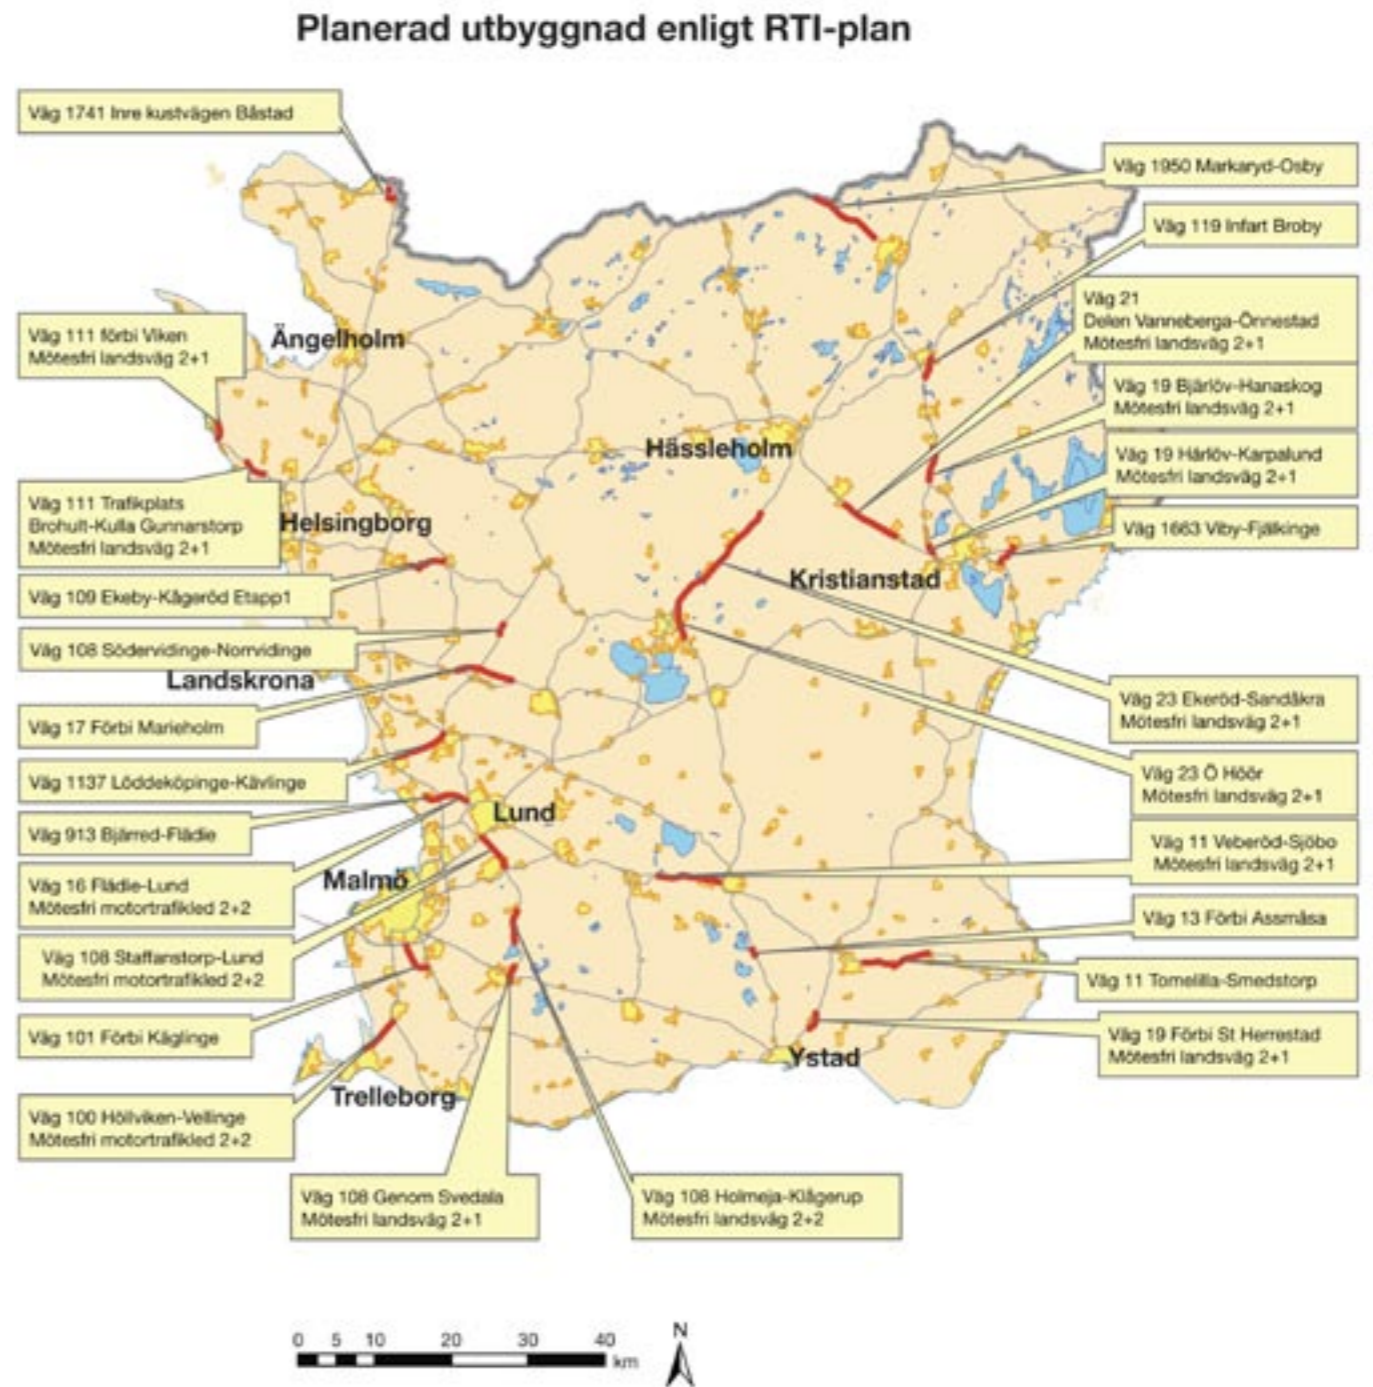 Planerad utbyggnad enligt RTI-plan
Väg 1741 Inre kustvägen Båstad
Väg 111 förbi Viken
Mötesfri landsväg 2+1
Väg 111 Trafikplats
Brohult-Kulla Gunnarstorp
Mötesfri landsväg 2+1
Väg 109 Ekeby-Kågeröd Etapp1
Väg 108 Södervidinge-Norrvidinge
Väg 17 Förbi Marieholm
Väg 1137 Löddeköpinge-Kävlinge
Väg 913 Bjärred-Flädie
Väg 16 Flädie-Lund
Mötesfri motortrafikled 2+2
Väg 108 Staffanstorp-Lund
Mötesfri motortrafikled 2+2
Väg 101 Förbi Käglinge
Väg 100 Höllviken-Vellinge
Mötesfri motortrafikled 2+2
Väg 108 Genom Svedala
Mötesfri landsväg 2+1
Väg 108 Holmeja-Klågerup
Mötesfri landsväg 2+2
Ängelholm
Hässleholm
Helsingborg
Kristianstad
Landskrona
Lund
Malmö
Ystad
Trelleborg
Väg 1950 Markaryd-Osby
Väg 119 Infart Broby
Väg 21
Delen Vanneberga-Önnestad
Mötesfri landsväg 2+1
Väg 19 Bjärlöv-Hanaskog
Mötesfri landsväg 2+1
Väg 19 Härlöv-Karpalund
Mötesfri landsväg 2+1
Väg 1663 Viby-Fjälkinge
Väg 23 Ekeröd-Sandåkra
Mötesfri landsväg 2+1
Väg 23 Ö Höör
Mötesfri landsväg 2+1
Väg 11 Veberöd-Sjöbo
Mötesfri landsväg 2+1
Väg 13 Förbi Assmåsa
Väg 11 Tomelilla-Smedstorp
Väg 19 Förbi St Herrestad
Mötesfri landsväg 2+1
0 5 10 20 30 40
km
N